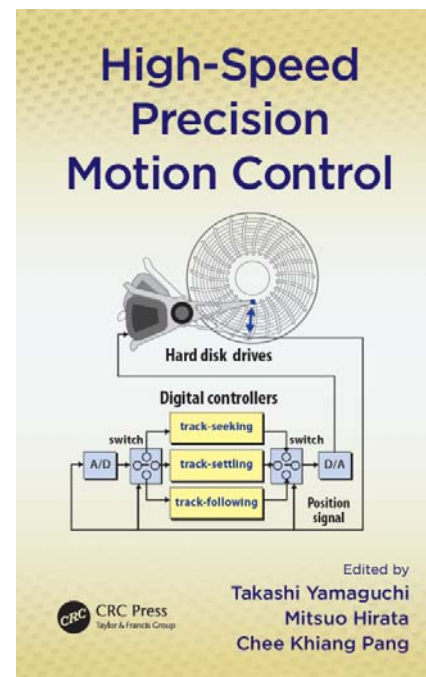 High-Speed
Precision
Motion Control
Hard disk drives
Digital controllers
track-seeking
switch
switch
A/D
track-settling
D/A
track-following
Position
signal
Edited by
Takashi Yamaguchi
Mitsuo Hirata
Chee Khiang Pang
CRC
CRC Press
Taylor & Francis Group